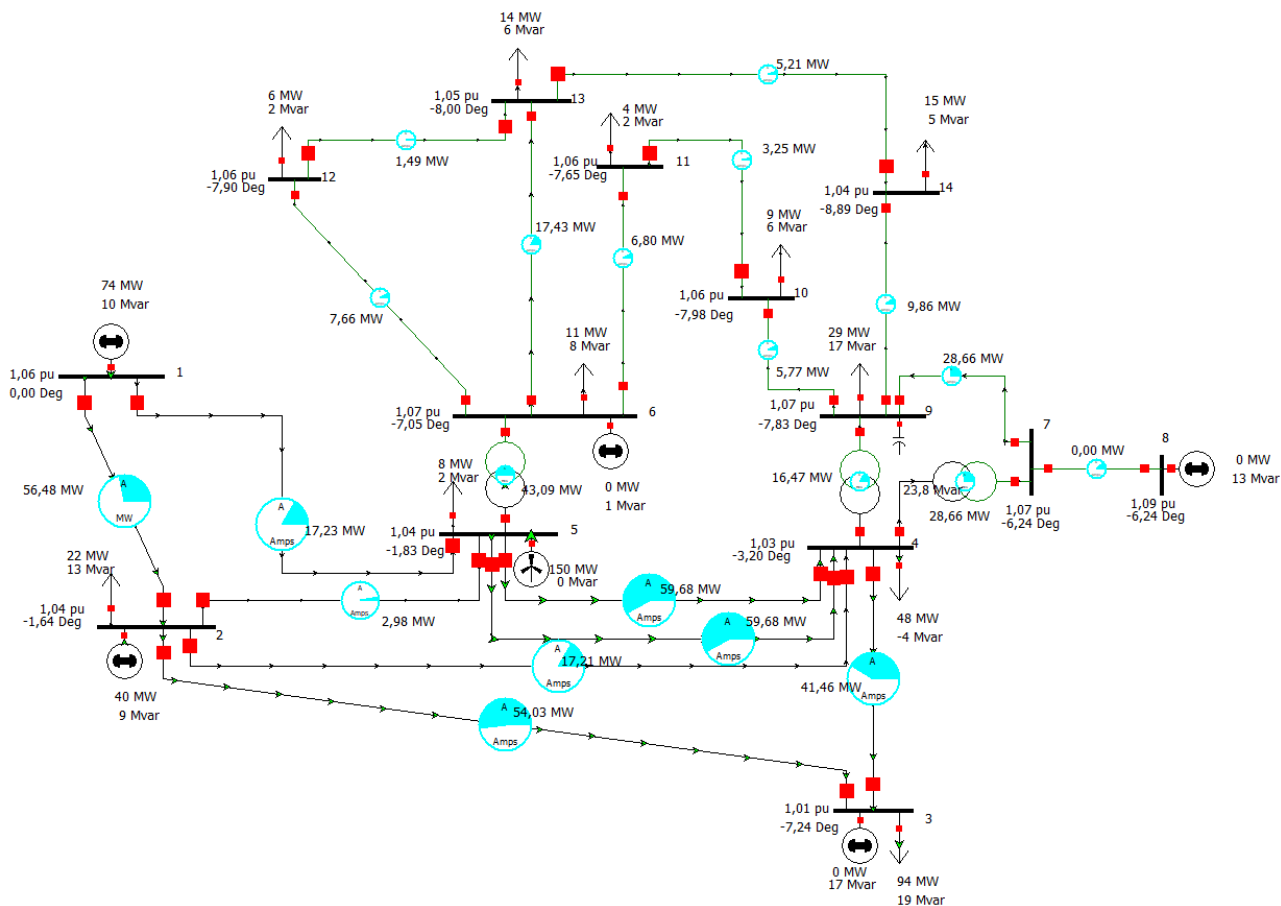 14 MW
6 Mvar
5,21 MW
1,05 pu
13
-8,00 Deg
6 MW
2 Mvar
4 MW
2 Mvar
15 MW
5 Mvar
1,49 MW
3,25 MW
1,06 pu
11
-7,65 Deg
1,06 pu
12
-7,90 Deg
1,04 pu
14
-8,89 Deg
9 MW
6 Mvar
17,43 MW
6,80 MW
74 MW
10 Mvar
7,66 MW
1,06 pu
10
-7,98 Deg
9,86 MW
11 MW
8 Mvar
29 MW
17 Mvar
28,66 MW
1,06 pu
1
0,00 Deg
5,77 MW
1,07 pu
6
-7,05 Deg
1,07 pu
9
-7,83 Deg
7
8
0,00 MW
0 MW
13 Mvar
8 MW
2 Mvar
43,09 MW
0 MW
1 Mvar
16,47 MW
23,8 Mvar
28,66 MW
1,07 pu
-6,24 Deg
1,09 pu
-6,24 Deg
56,48 MW
A
MW
A
17,23 MW
Amps
1,04 pu
5
-1,83 Deg
1,03 pu
4
-3,20 Deg
22 MW
13 Mvar
150 MW
0 Mvar
A
59,68 MW
Amps
A
Amps
2,98 MW
1,04 pu
-1,64 Deg
2
A
59,68 MW
Amps
48 MW
-4 Mvar
A
17,21 MW
Amps
A
41,46 MW
Amps
40 MW
9 Mvar
A
54,03 MW
Amps
1,01 pu
3
-7,24 Deg
0 MW
17 Mvar
94 MW
19 Mvar